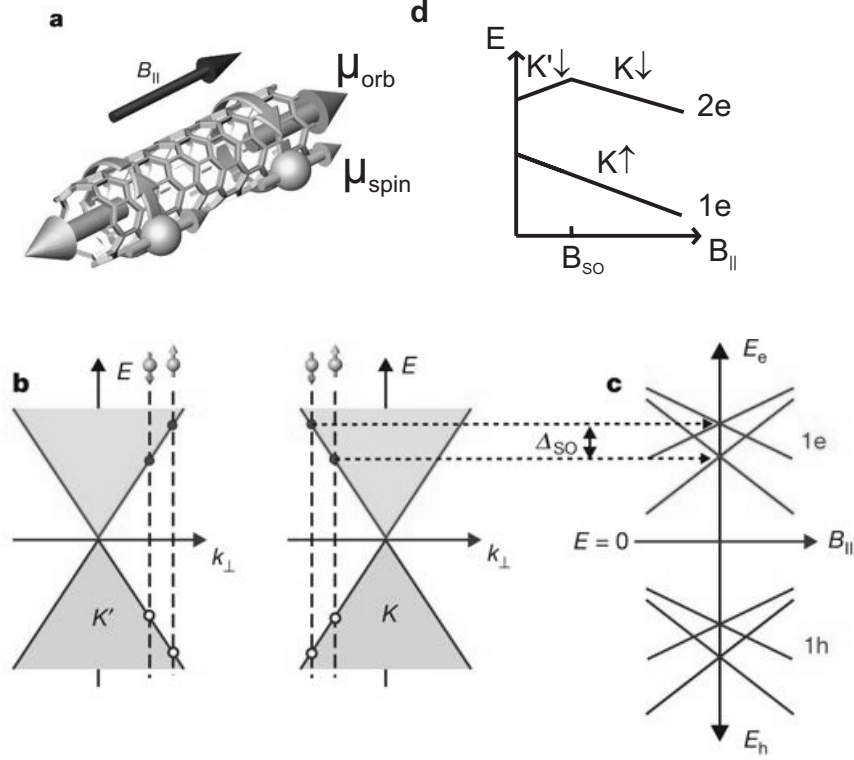 a
B||
μorb
μspin
d
E
K'↓
K↓
2e
K↑
1e
BSO
B||
b
E
k⊥
K'
E
k⊥
K
ΔSO
c
Ee
1e
E = 0
B||
1h
Eh